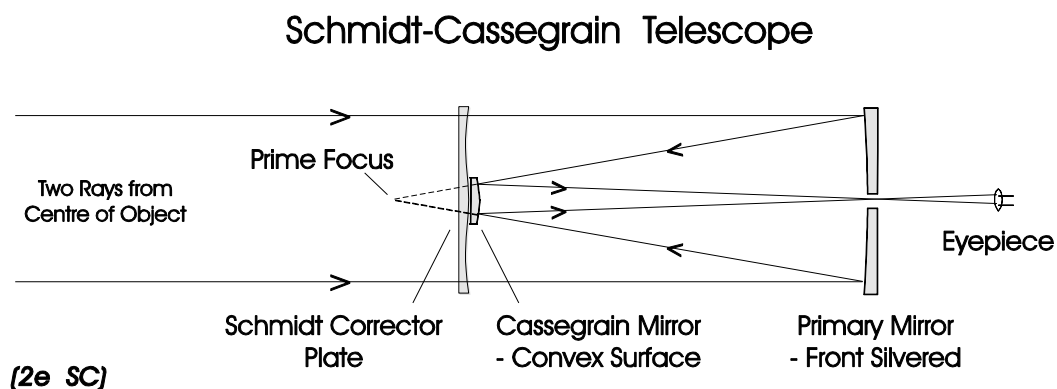 Schmidt-Cassegrain Telescope
Prime Focus
Two Rays from
Centre of Object
Eyepiece
Schmidt Corrector
Plate
Cassegrain Mirror
- Convex Surface
Primary Mirror
- Front Silvered
(2e SC)